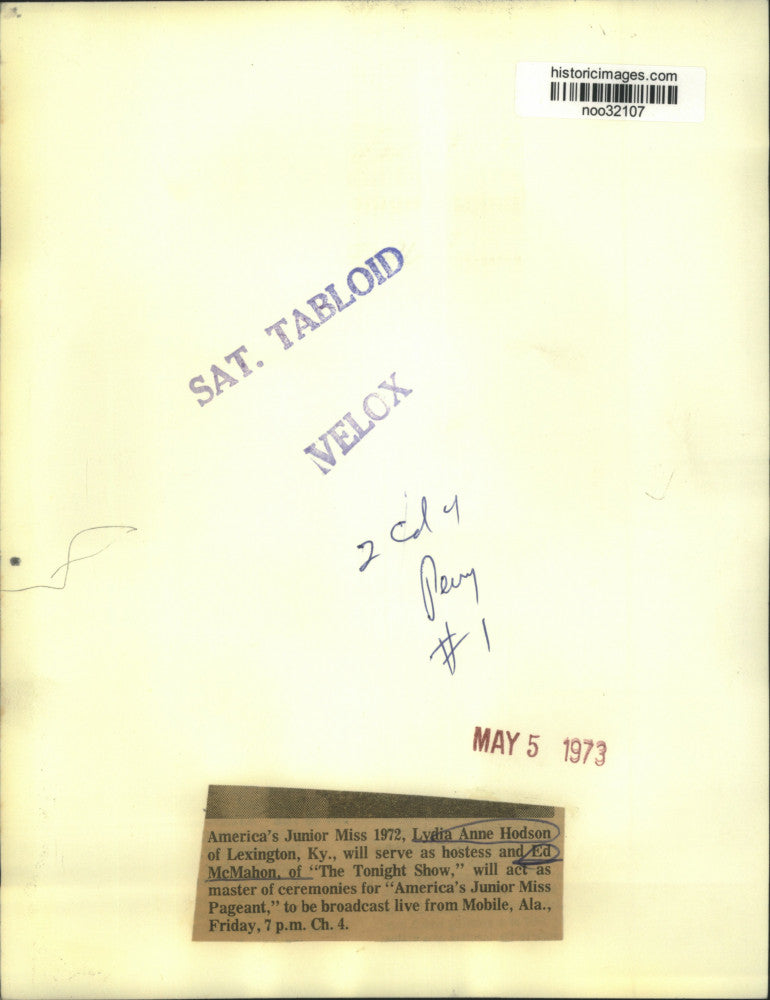 historicimages.com
noo32107
SAT. TABLOID
VELOX
2 cd 4
#1
MAY 5 1973
America's Junior Miss 1972, Lydia Anne Hodson
of Lexington, Ky., will serve as hostess and Ed
McMahon, of "The Tonight Show," will act as
master of ceremonies for "America's Junior Miss
Pageant," to be broadcast live from Mobile, Ala.,
Friday, 7 p.m. Ch. 4.